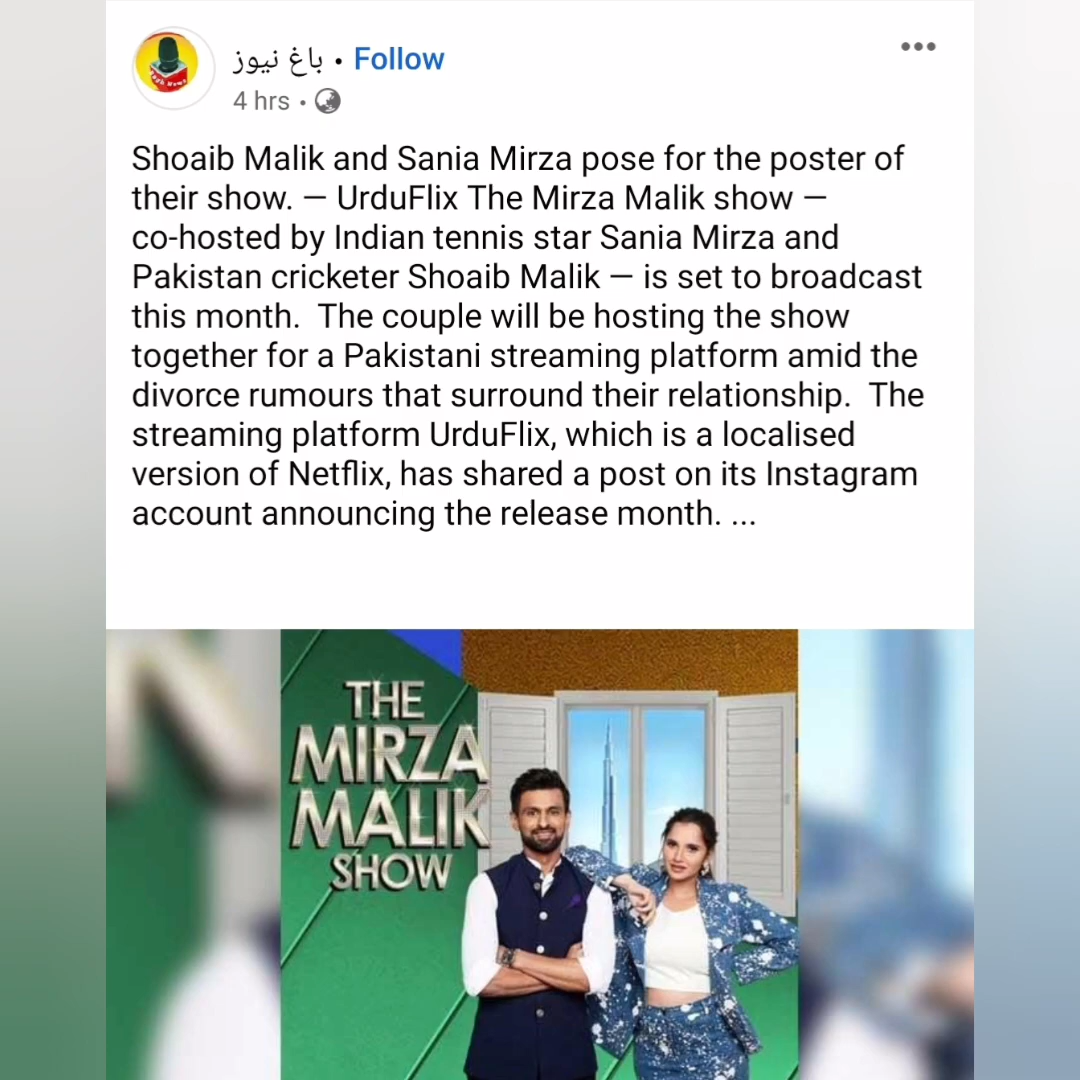 باغ نیوز • Follow
4 hrs •
Shoaib Malik and Sania Mirza pose for the poster of
their show. — UrduFlix The Mirza Malik show —
co-hosted by Indian tennis star Sania Mirza and
Pakistan cricketer Shoaib Malik — is set to broadcast
this month.  The couple will be hosting the show
together for a Pakistani streaming platform amid the
divorce rumours that surround their relationship.  The
streaming platform UrduFlix, which is a localised
version of Netflix, has shared a post on its Instagram
account announcing the release month. ...
THE
MIRZA
MALIK
SHOW